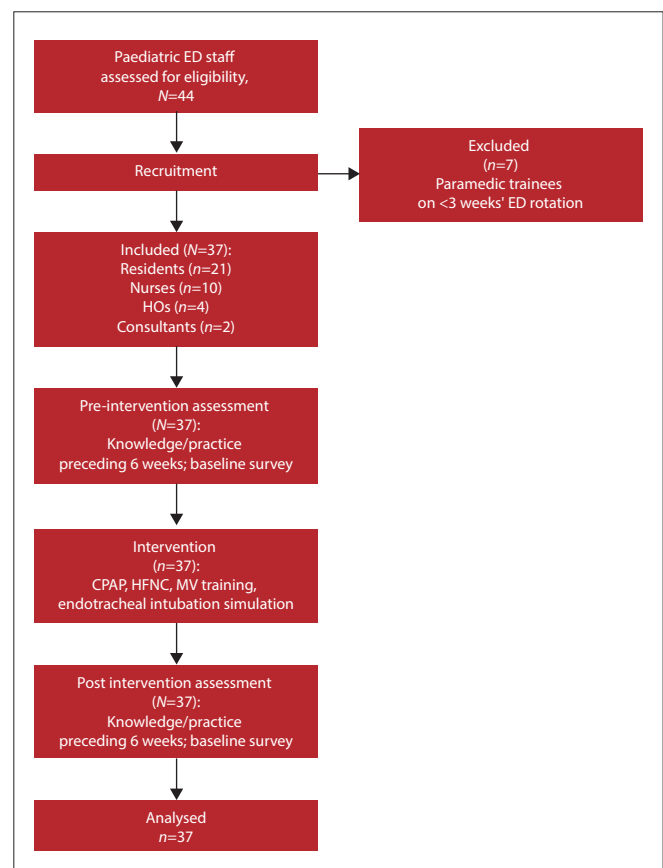 Paediatric ED staff
assessed for eligibility,
N=44
Recruitment
Excluded
(n=7)
Paramedic trainees
on <3 weeks' ED rotation
Included (N=37):
Residents (n=21)
Nurses (n=10)
HOs (n=4)
Consultants (n=2)
Pre-intervention assessment
(N=37):
Knowledge/practice
preceding 6 weeks; baseline survey
Intervention
(n=37):
CPAP, HFNC, MV training,
endotracheal intubation simulation
Post intervention assessment
(N=37):
Knowledge/practice
preceding 6 weeks; baseline survey
Analysed
n=37